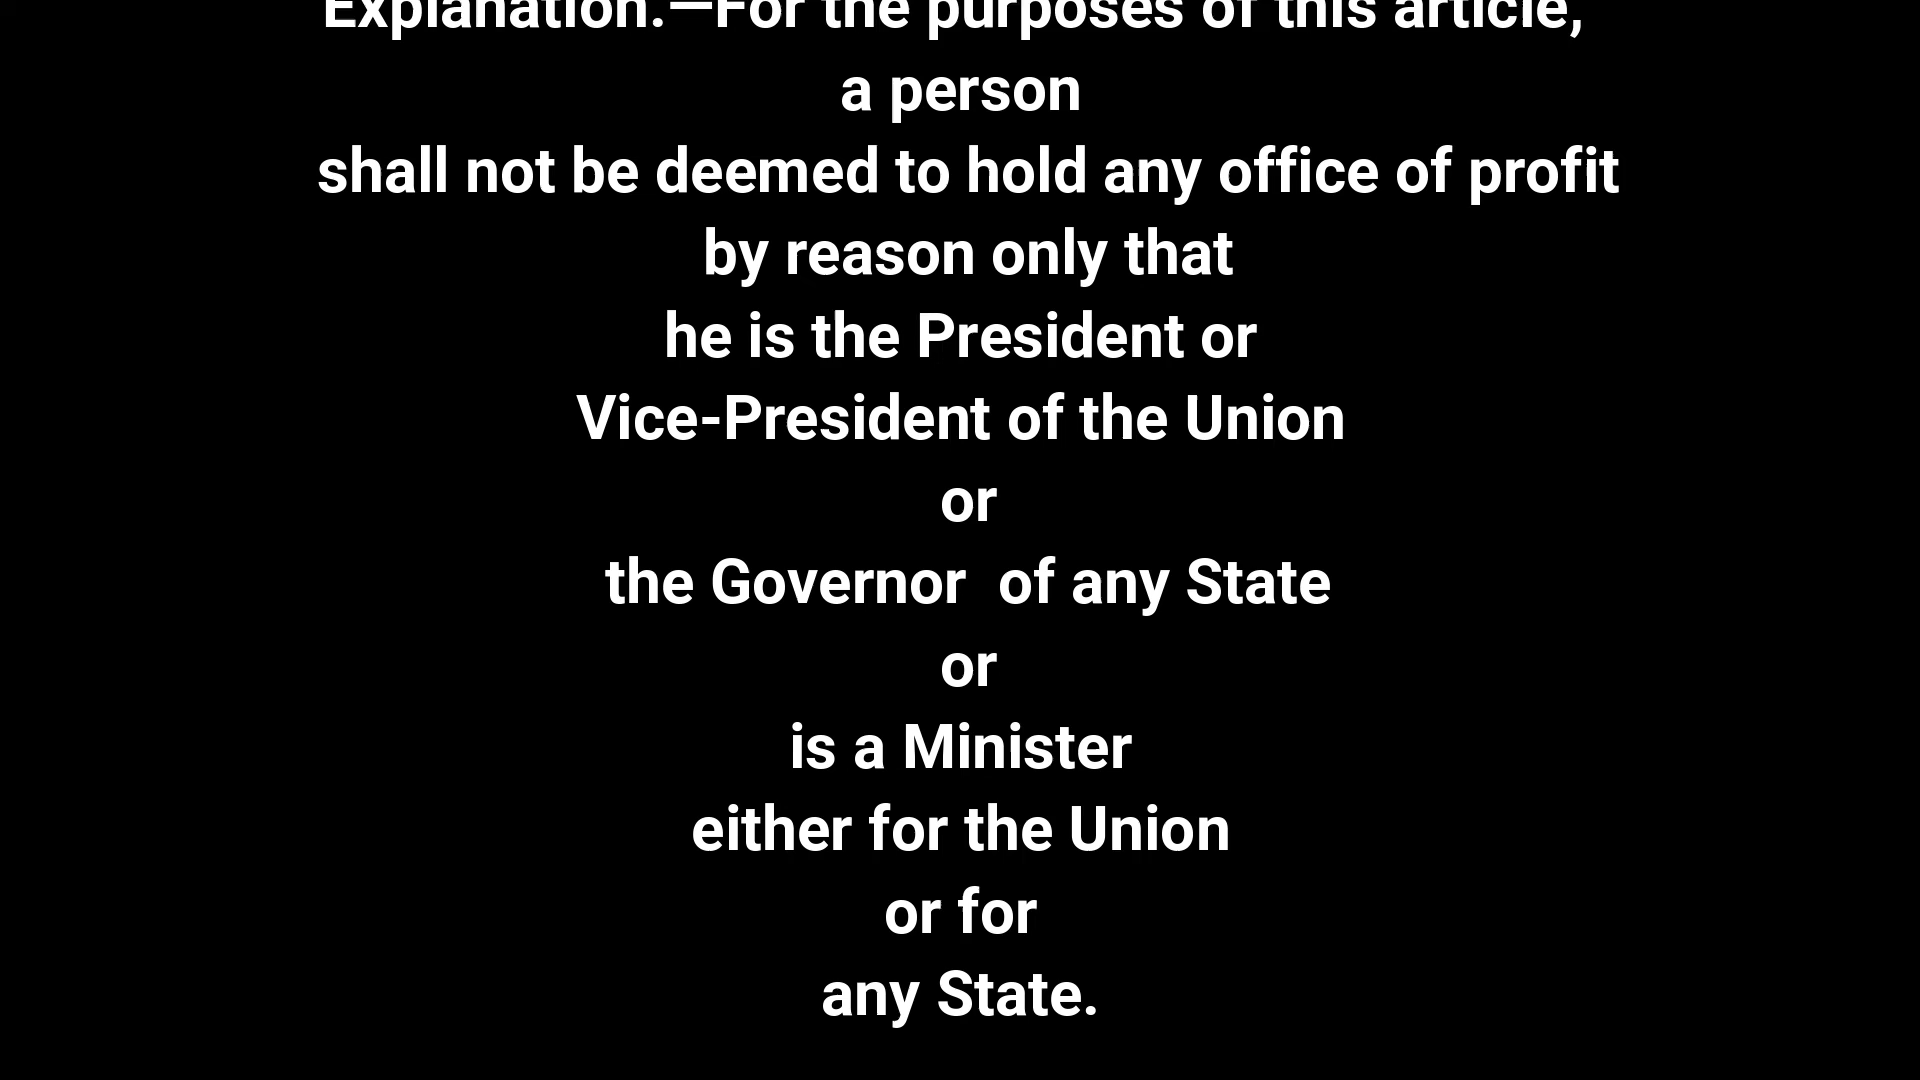 Explanation.—For the purposes of this article,
a person
shall not be deemed to hold any office of profit
by reason only that
he is the President or
Vice-President of the Union
or
the Governor  of any State
or
is a Minister
either for the Union
or for
any State.